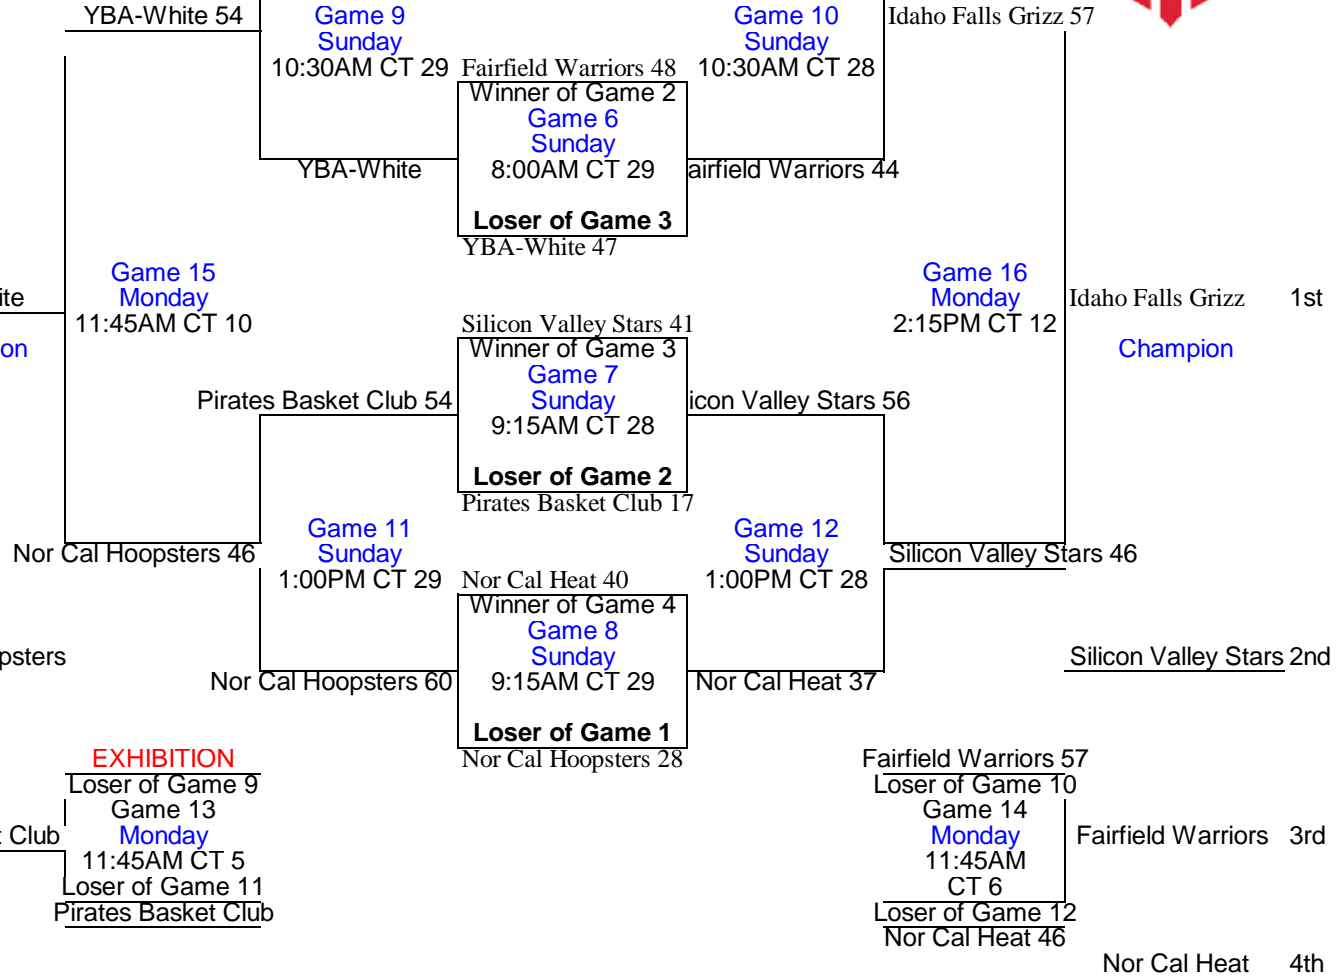 YBA-White 54
Game 9
Sunday
10:30AM CT 29
Game 10
Sunday
10:30AM CT 28
Idaho Falls Grizz 57
Fairfield Warriors 48
Winner of Game 2
Game 6
Sunday
8:00AM CT 29
Loser of Game 3
YBA-White 47
YBA-White
airfield Warriors 44
Game 15
Monday
11:45AM CT 10
ite
on
Game 16
Monday
2:15PM CT 12
Idaho Falls Grizz 1st
Champion
Silicon Valley Stars 41
Winner of Game 3
Game 7
Sunday
9:15AM CT 28
Loser of Game 2
Pirates Basket Club 17
Pirates Basket Club 54
icon Valley Stars 56
Game 11
Sunday
1:00PM CT 29
Game 12
Sunday
1:00PM CT 28
Nor Cal Hoopsters 46
Silicon Valley Stars 46
Nor Cal Heat 40
Winner of Game 4
Game 8
Sunday
9:15AM CT 29
Loser of Game 1
Nor Cal Hoopsters 28
psters
Nor Cal Hoopsters 60
Nor Cal Heat 37
Silicon Valley Stars 2nd
EXHIBITION
Loser of Game 9
Game 13
Monday
11:45AM CT 5
Loser of Game 11
Pirates Basket Club
t Club
Fairfield Warriors 57
Loser of Game 10
Game 14
Monday
11:45AM
CT 6
Loser of Game 12
Nor Cal Heat 46
Fairfield Warriors 3rd
Nor Cal Heat 4th